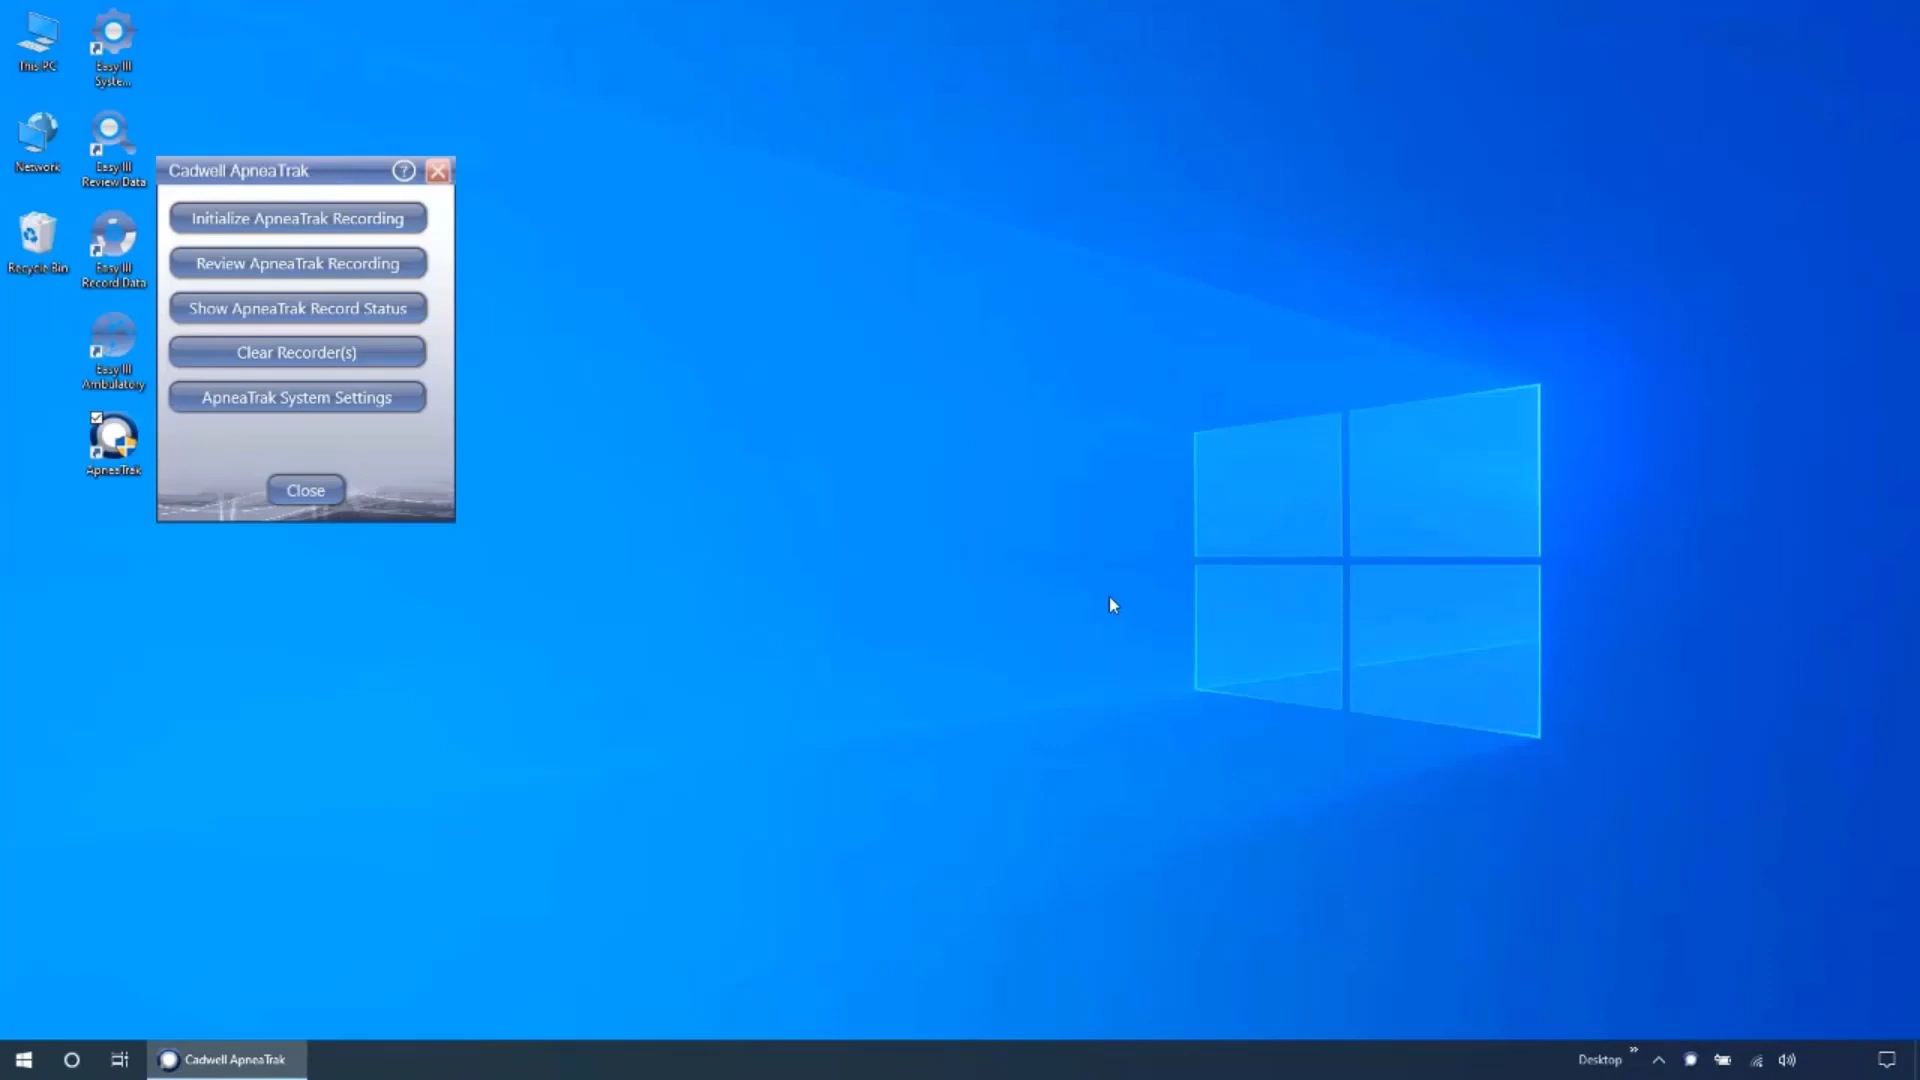 This PC
Easy III
Syste...
Network
Easy III
Review Data
Recycle Bin
Easy III
Record Data
Easy III
Ambulatory
ApneaTrak
Cadwell ApneaTrak
?
Initialize ApneaTrak Recording
Review ApneaTrak Recording
Show ApneaTrak Record Status
Clear Recorder(s)
ApneaTrak System Settings
Close
Cadwell ApneaTrak
Desktop